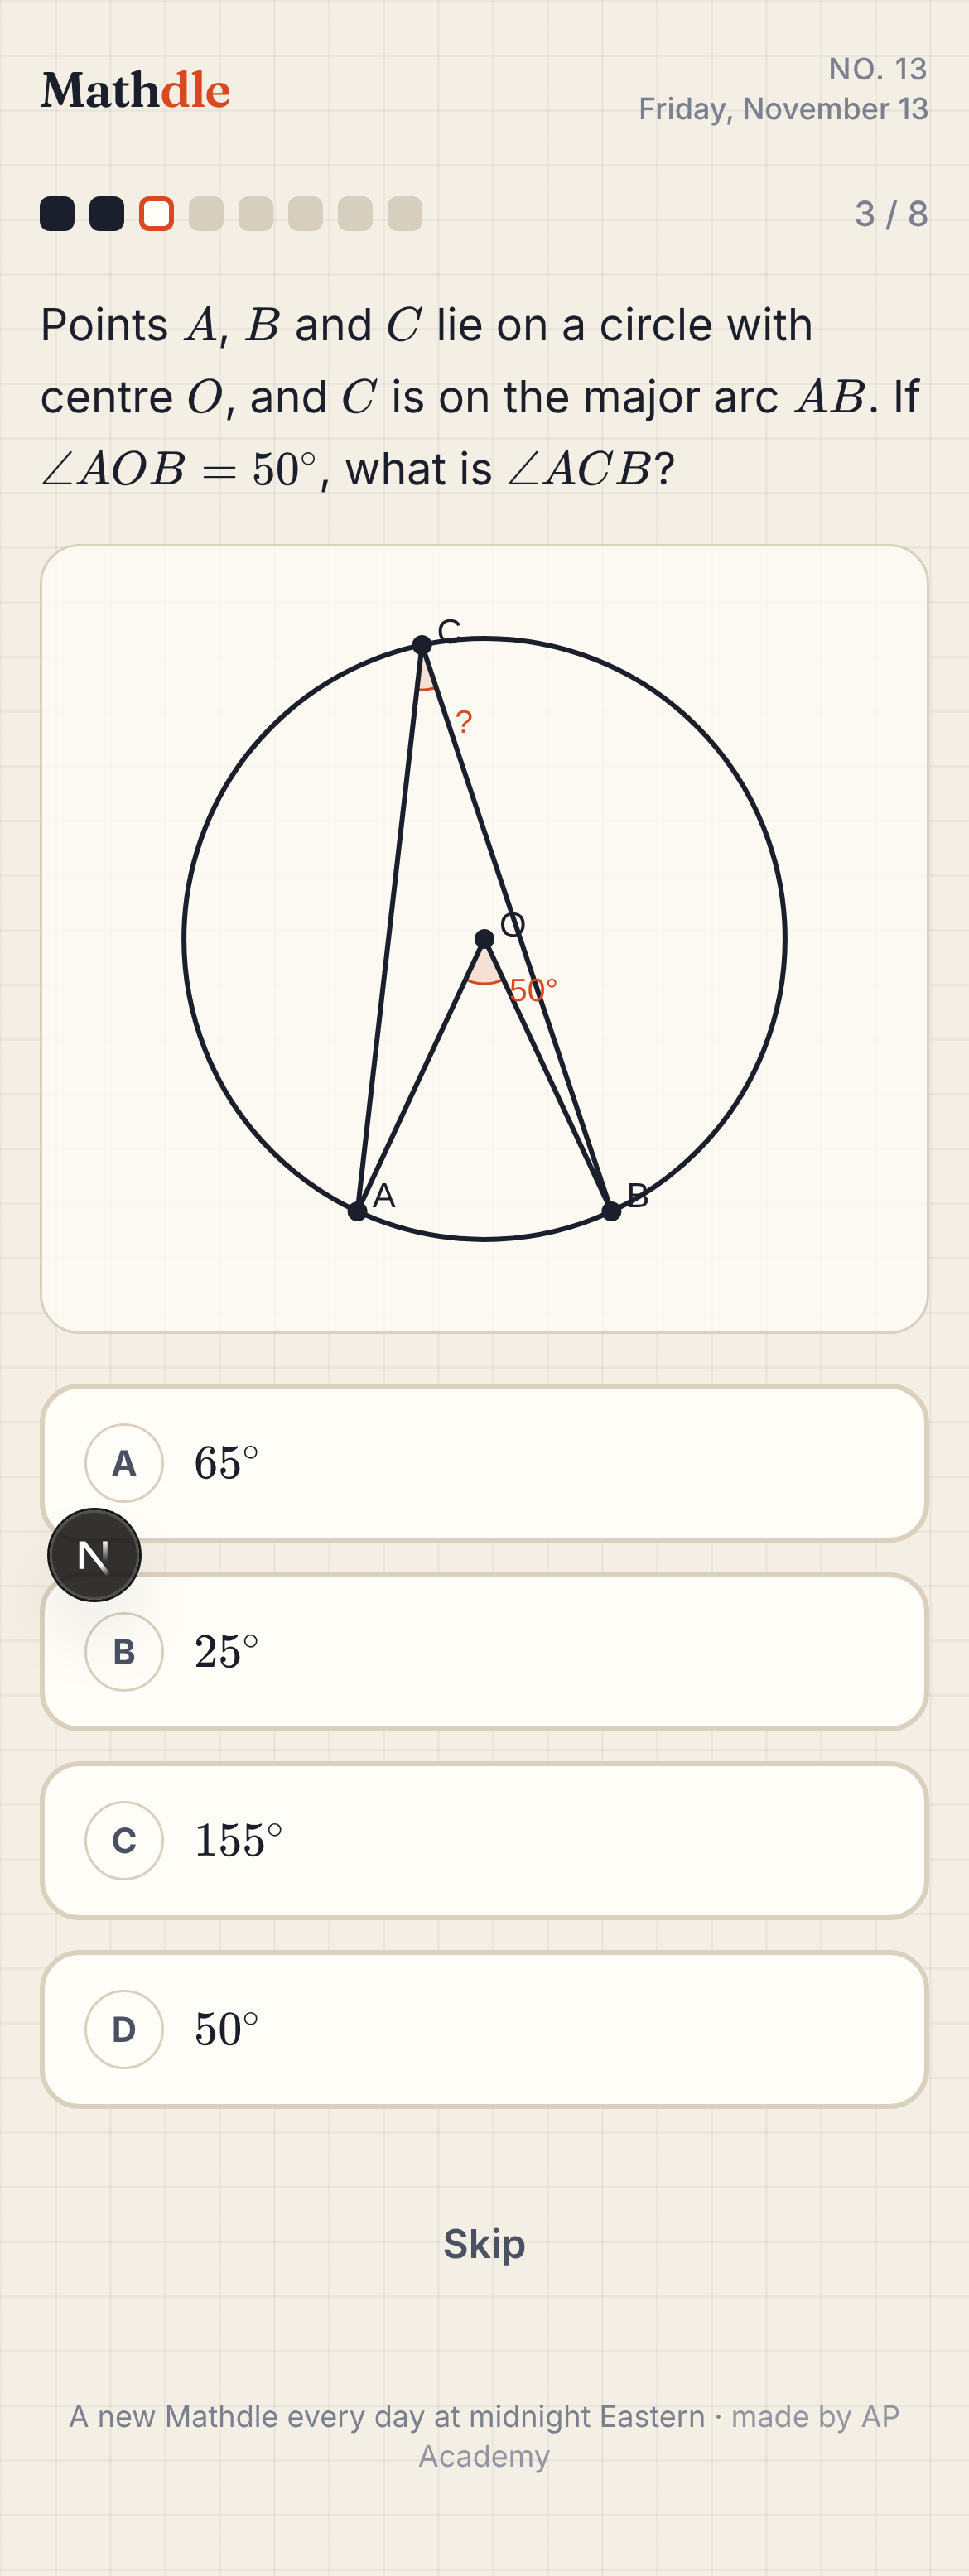 Mathdle
NO. 13
Friday, November 13
3 / 8
Points A, B and C lie on a circle with
centre O, and C is on the major arc AB. If
∠AOB = 50°, what is ∠ACB?
C
?
O
50°
A
B
A 65°
N
B 25°
C 155°
D 50°
Skip
A new Mathdle every day at midnight Eastern · made by AP
Academy